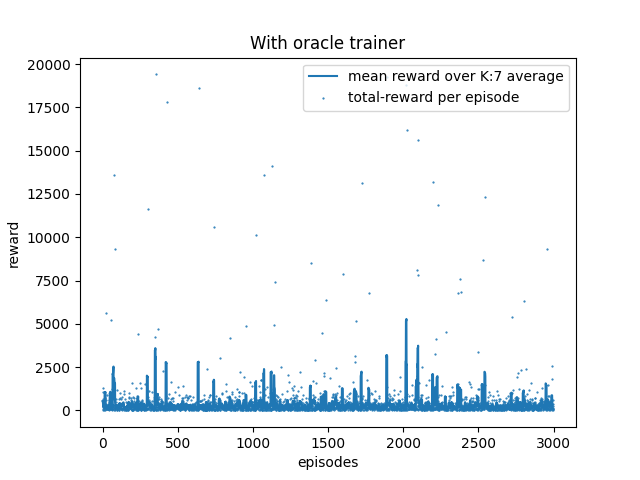 With oracle trainer
mean reward over K:7 average
total-reward per episode
reward
20000
17500
15000
12500
10000
7500
5000
2500
0
0 500 1000 1500 2000 2500 3000
episodes